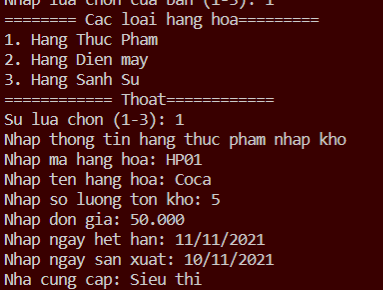 Nhap lua chon cua ban (1-3): 1
======== Cac loai hang hoa=========
1. Hang Thuc Pham
2. Hang Dien may
3. Hang Sanh Su
============ Thoat============
Su lua chon (1-3): 1
Nhap thong tin hang thuc pham nhap kho
Nhap ma hang hoa: HP01
Nhap ten hang hoa: Coca
Nhap so luong ton kho: 5
Nhap don gia: 50.000
Nhap ngay het han: 11/11/2021
Nhap ngay san xuat: 10/11/2021
Nha cung cap: Sieu thi